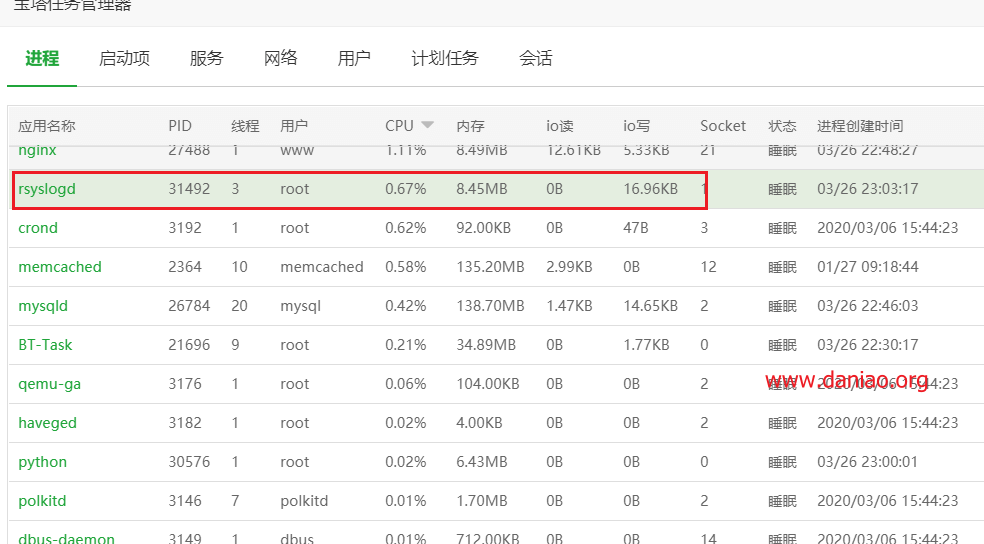 宝塔任务管理器
进程 启动项 服务 网络 用户 计划任务 会话
应用名称 PID 线程 用户 CPU 内存 io读 io写 Socket 状态 进程创建时间
nginx 27488 1 www 1.11% 8.49MB 12.61KB 5.33KB 21 睡眠 03/26 22:48:27
rsyslogd 31492 3 root 0.67% 8.45MB 0B 16.96KB 1 睡眠 03/26 23:03:17
crond 3192 1 root 0.62% 92.00KB 0B 47B 3 睡眠 2020/03/06 15:44:23
memcached 2364 10 memcached 0.58% 135.20MB 2.99KB 0B 12 睡眠 01/27 09:18:44
mysqld 26784 20 mysql 0.42% 138.70MB 1.47KB 14.65KB 2 睡眠 03/26 22:46:03
BT-Task 21696 9 root 0.21% 34.89MB 0B 1.77KB 0 睡眠 03/26 22:30:17
qemu-ga 3176 1 root 0.06% 104.00KB 0B 0B 2 睡眠 2020/03/06 15:44:23
www.daniao.org
haveged 3182 1 root 0.02% 4.00KB 0B 0B 2 睡眠 2020/03/06 15:44:23
python 30576 1 root 0.02% 6.43MB 0B 0B 0 睡眠 03/26 23:00:01
polkitd 3146 7 polkitd 0.01% 1.70MB 0B 0B 2 睡眠 2020/03/06 15:44:23
dbus-daemon 3149 1 dbus 0.01% 712.00KB 0B 0B 14 睡眠 2020/03/06 15:44:23